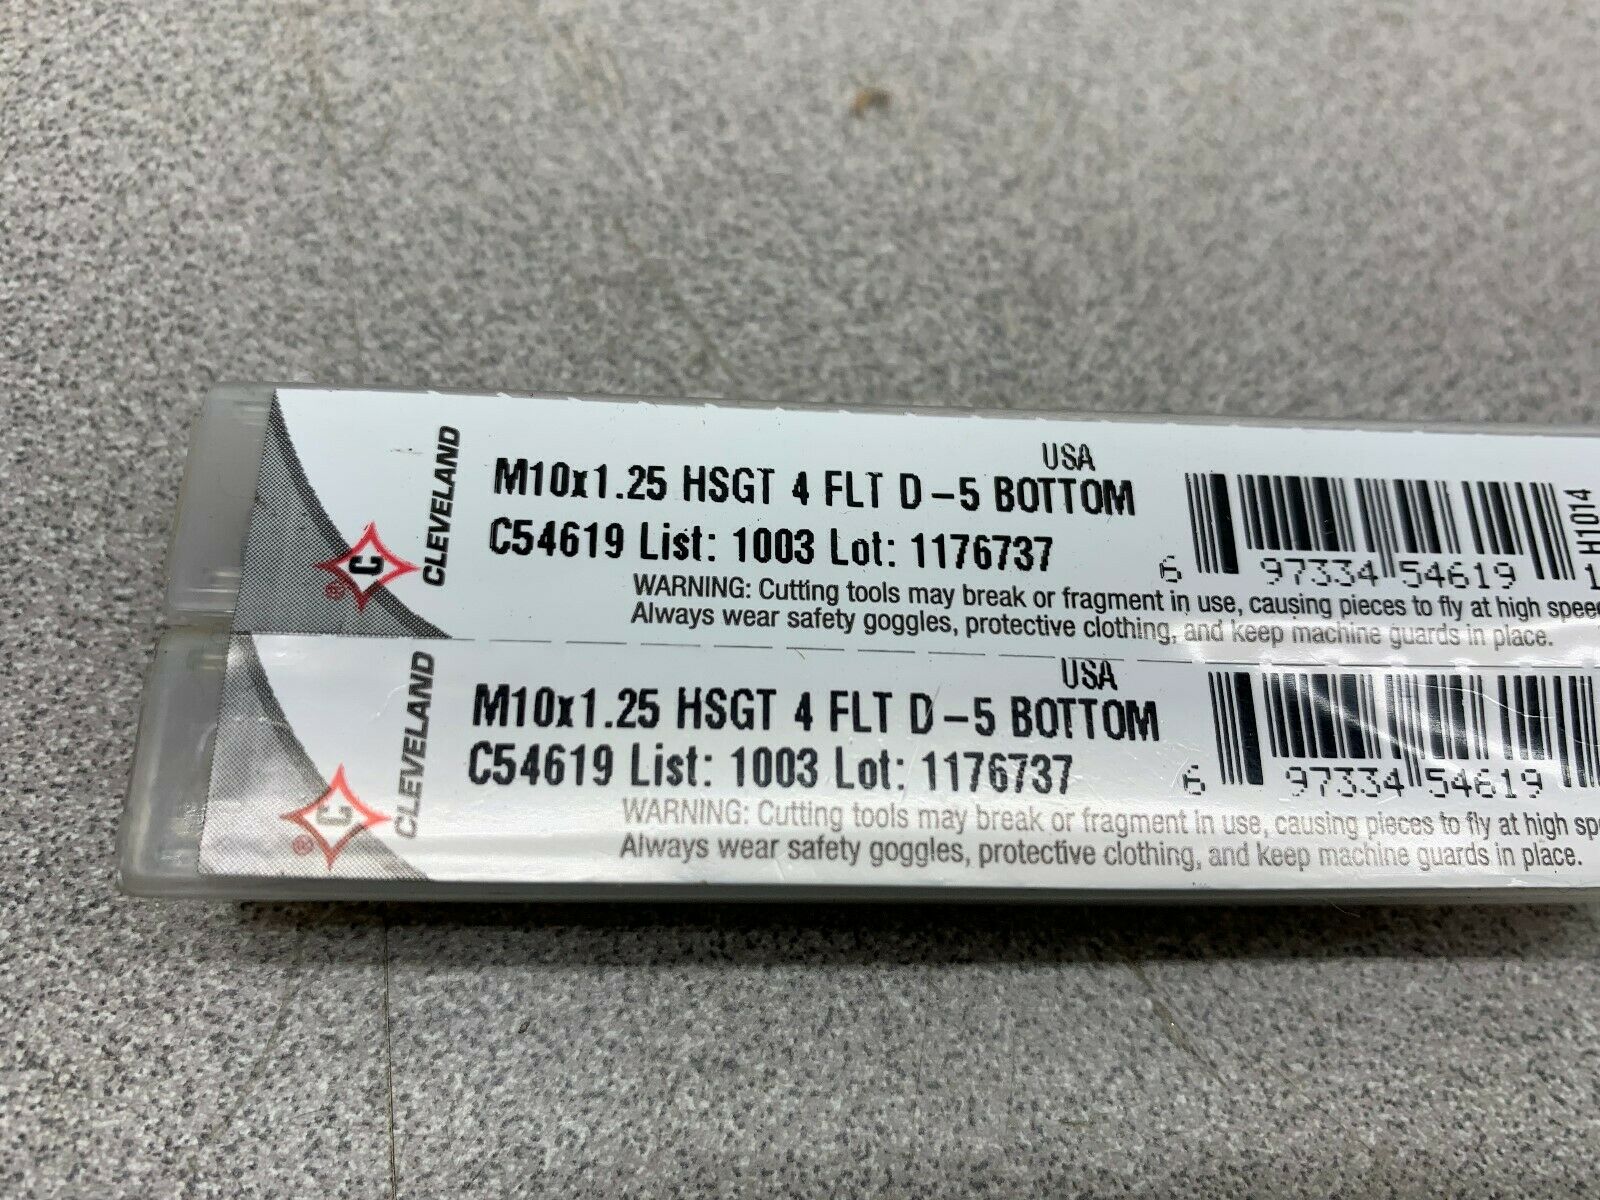 CLEVELAND
C
®
USA
M10x1.25 HSGT 4 FLT D-5 BOTTOM
C54619 List: 1003 Lot: 1176737
6 97334 54619 1
H1014
WARNING: Cutting tools may break or fragment in use, causing pieces to fly at high spee
Always wear safety goggles, protective clothing, and keep machine guards in place.
CLEVELAND
C
®
USA
M10x1.25 HSGT 4 FLT D-5 BOTTOM
C54619 List: 1003 Lot: 1176737
6 97334 54619
WARNING: Cutting tools may break or fragment in use, causing pieces to fly at high sp
Always wear safety goggles, protective clothing, and keep machine guards in place.